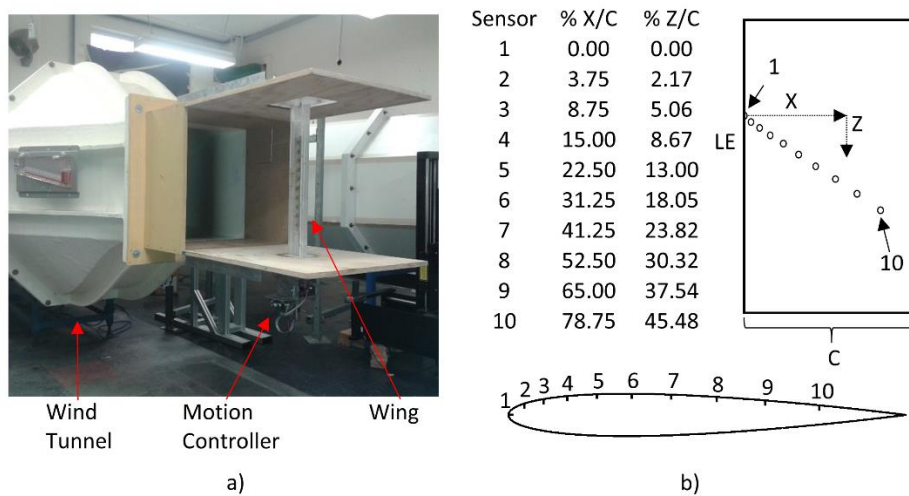 Wind
Tunnel
Motion
Controller
Wing
a)
Sensor % X/C % Z/C
1 0.00 0.00
2 3.75 2.17
3 8.75 5.06
4 15.00 8.67
5 22.50 13.00
6 31.25 18.05
7 41.25 23.82
8 52.50 30.32
9 65.00 37.54
10 78.75 45.48
1
X
Z
LE
10
C
1 2 3 4 5 6 7 8 9 10
b)